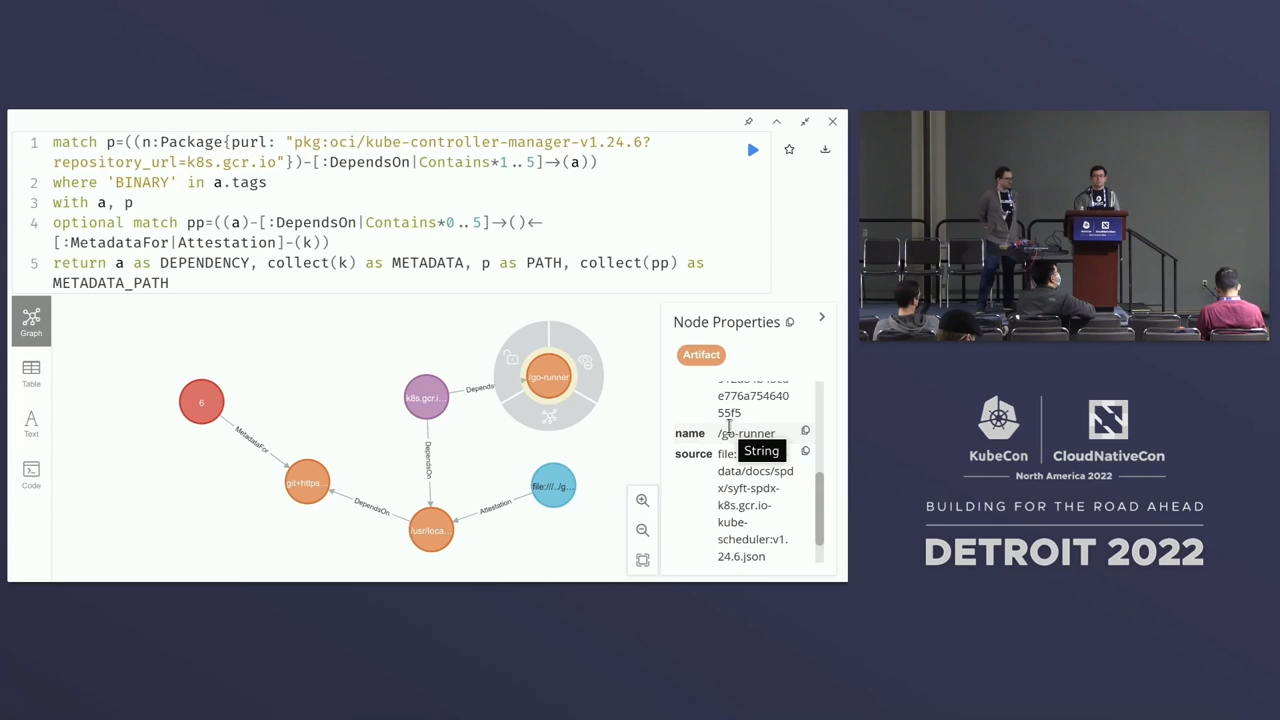 1 match p=((n:Package{purl: "pkg:oci/kube-controller-manager-v1.24.6?
repository_url=k8s.gcr.io"})-[:DependsOn|Contains*1..5]->(a))
2 where 'BINARY' in a.tags
3 with a, p
4 optional match pp=((a)-[:DependsOn|Contains*0..5]->()<-
[:MetadataFor|Attestation]-(k))
5 return a as DEPENDENCY, collect(k) as METADATA, p as PATH, collect(pp) as
METADATA_PATH
Graph
Table
Text
Code
6
MetadataFor
git+https...
DependsOn
/usr/loca...
DependsOn
k8s.gcr.i...
Depends
/go-runner
Attestation
file:///../g...
Node Properties
Artifact
e776a754640
55f5
name /go-runner
String
source file:
data/docs/spd
x/syft-spdx-
k8s.gcr.io-
kube-
scheduler:v1.
24.6.json
KubeCon CloudNativeCon
North America 2022
BUILDING FOR THE ROAD AHEAD
DETROIT 2022